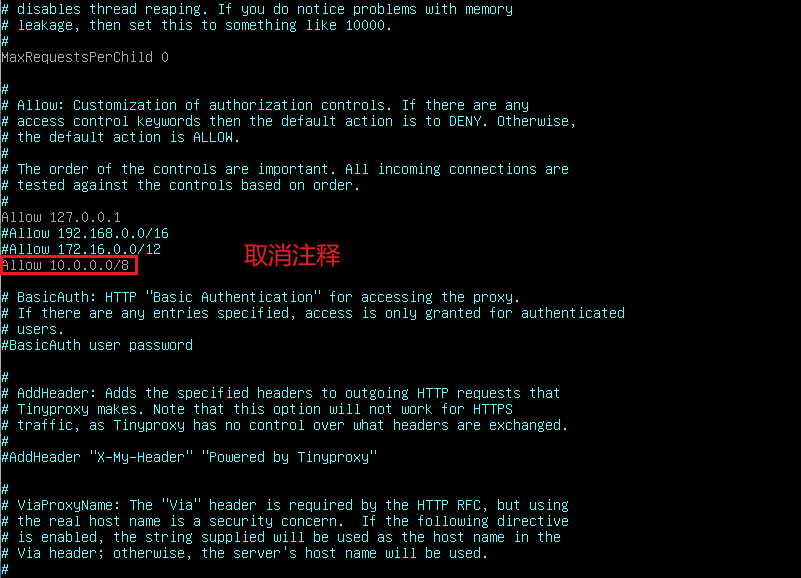 # disables thread reaping. If you do notice problems with memory
# leakage, then set this to something like 10000.
#
MaxRequestsPerChild 0
#
# Allow: Customization of authorization controls. If there are any
# access control keywords then the default action is to DENY. Otherwise,
# the default action is ALLOW.
#
# The order of the controls are important. All incoming connections are
# tested against the controls based on order.
#
Allow 127.0.0.1
#Allow 192.168.0.0/16
#Allow 172.16.0.0/12
取消注释
Allow 10.0.0.0/8
# BasicAuth: HTTP "Basic Authentication" for accessing the proxy.
# If there are any entries specified, access is only granted for authenticated
# users.
#BasicAuth user password
#
# AddHeader: Adds the specified headers to outgoing HTTP requests that
# Tinyproxy makes. Note that this option will not work for HTTPS
# traffic, as Tinyproxy has no control over what headers are exchanged.
#
#AddHeader "X-My-Header" "Powered by Tinyproxy"
#
# ViaProxyName: The "Via" header is required by the HTTP RFC, but using
# the real host name is a security concern.  If the following directive
# is enabled, the string supplied will be used as the host name in the
# Via header; otherwise, the server's host name will be used.
#